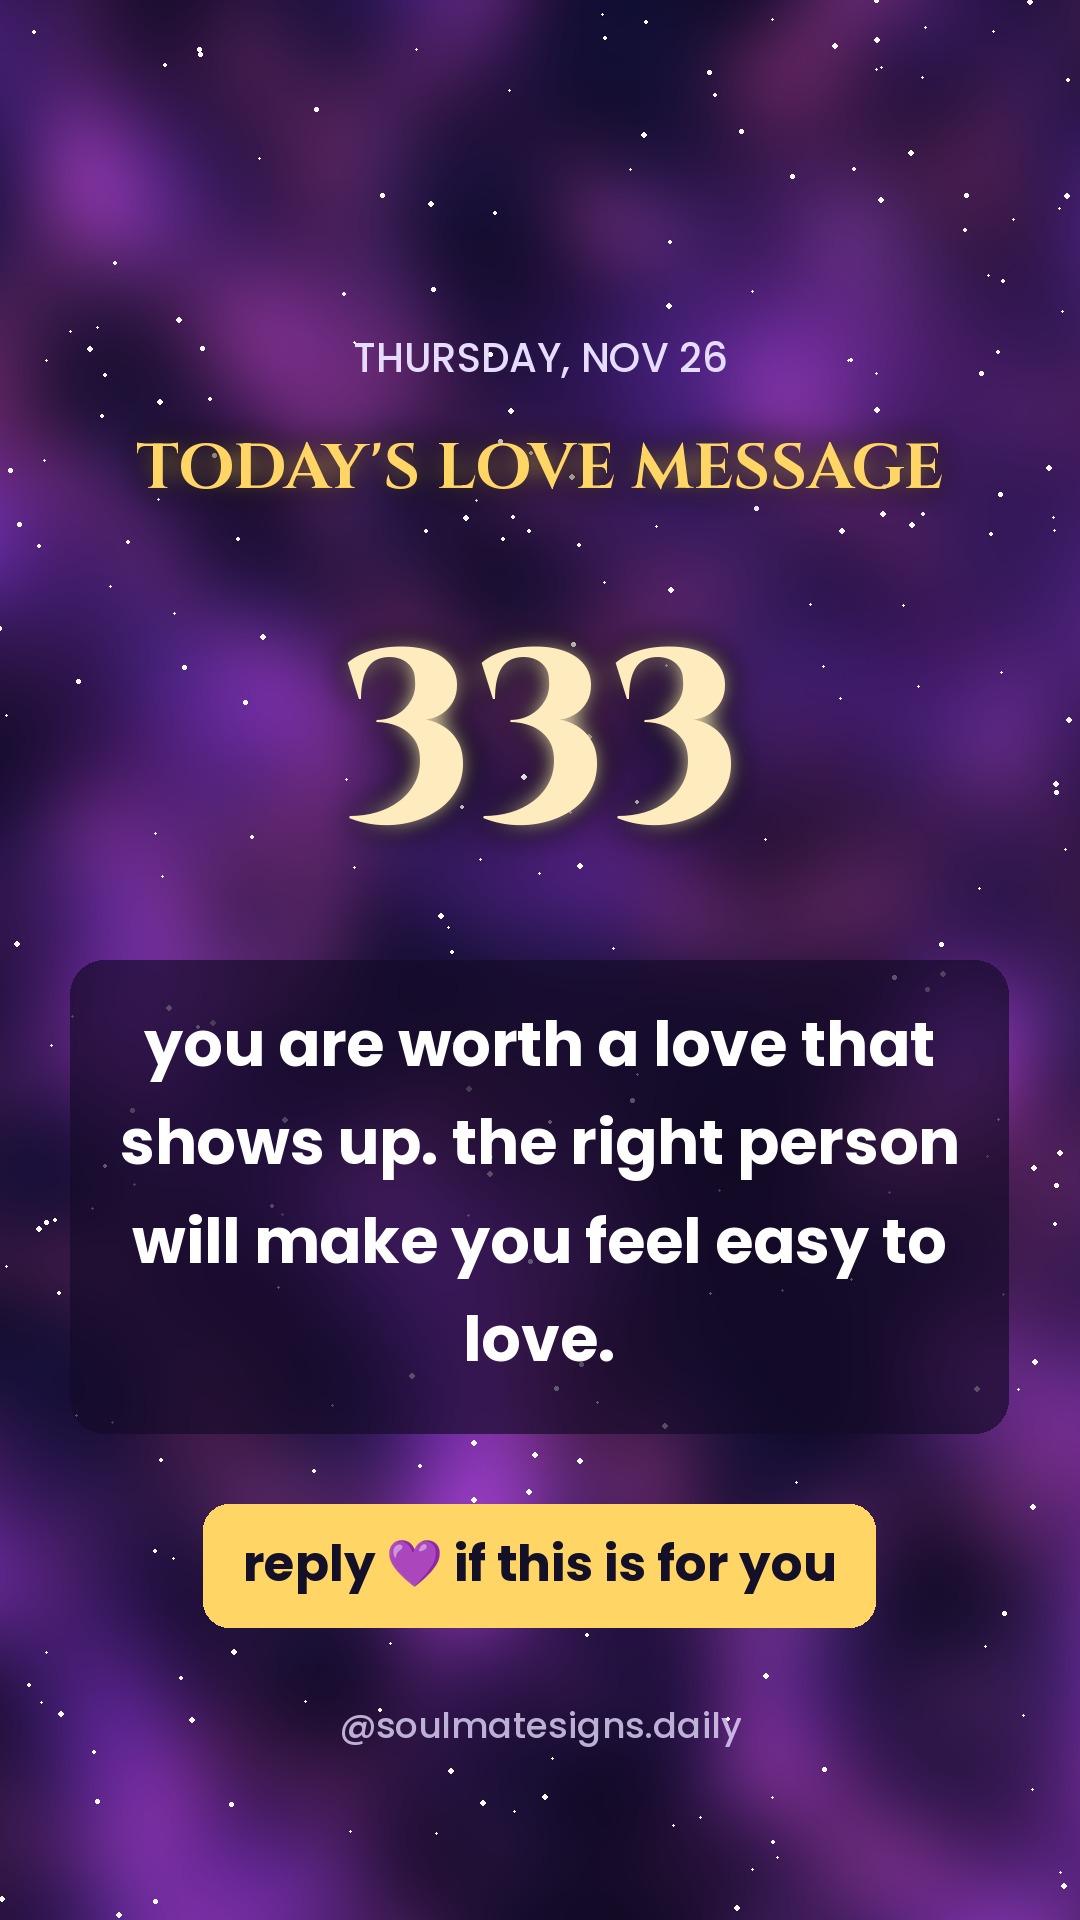 THURSDAY, NOV 26
TODAY'S LOVE MESSAGE
333
you are worth a love that
shows up. the right person
will make you feel easy to
love.
reply 💜 if this is for you
@soulmatesigns.daily